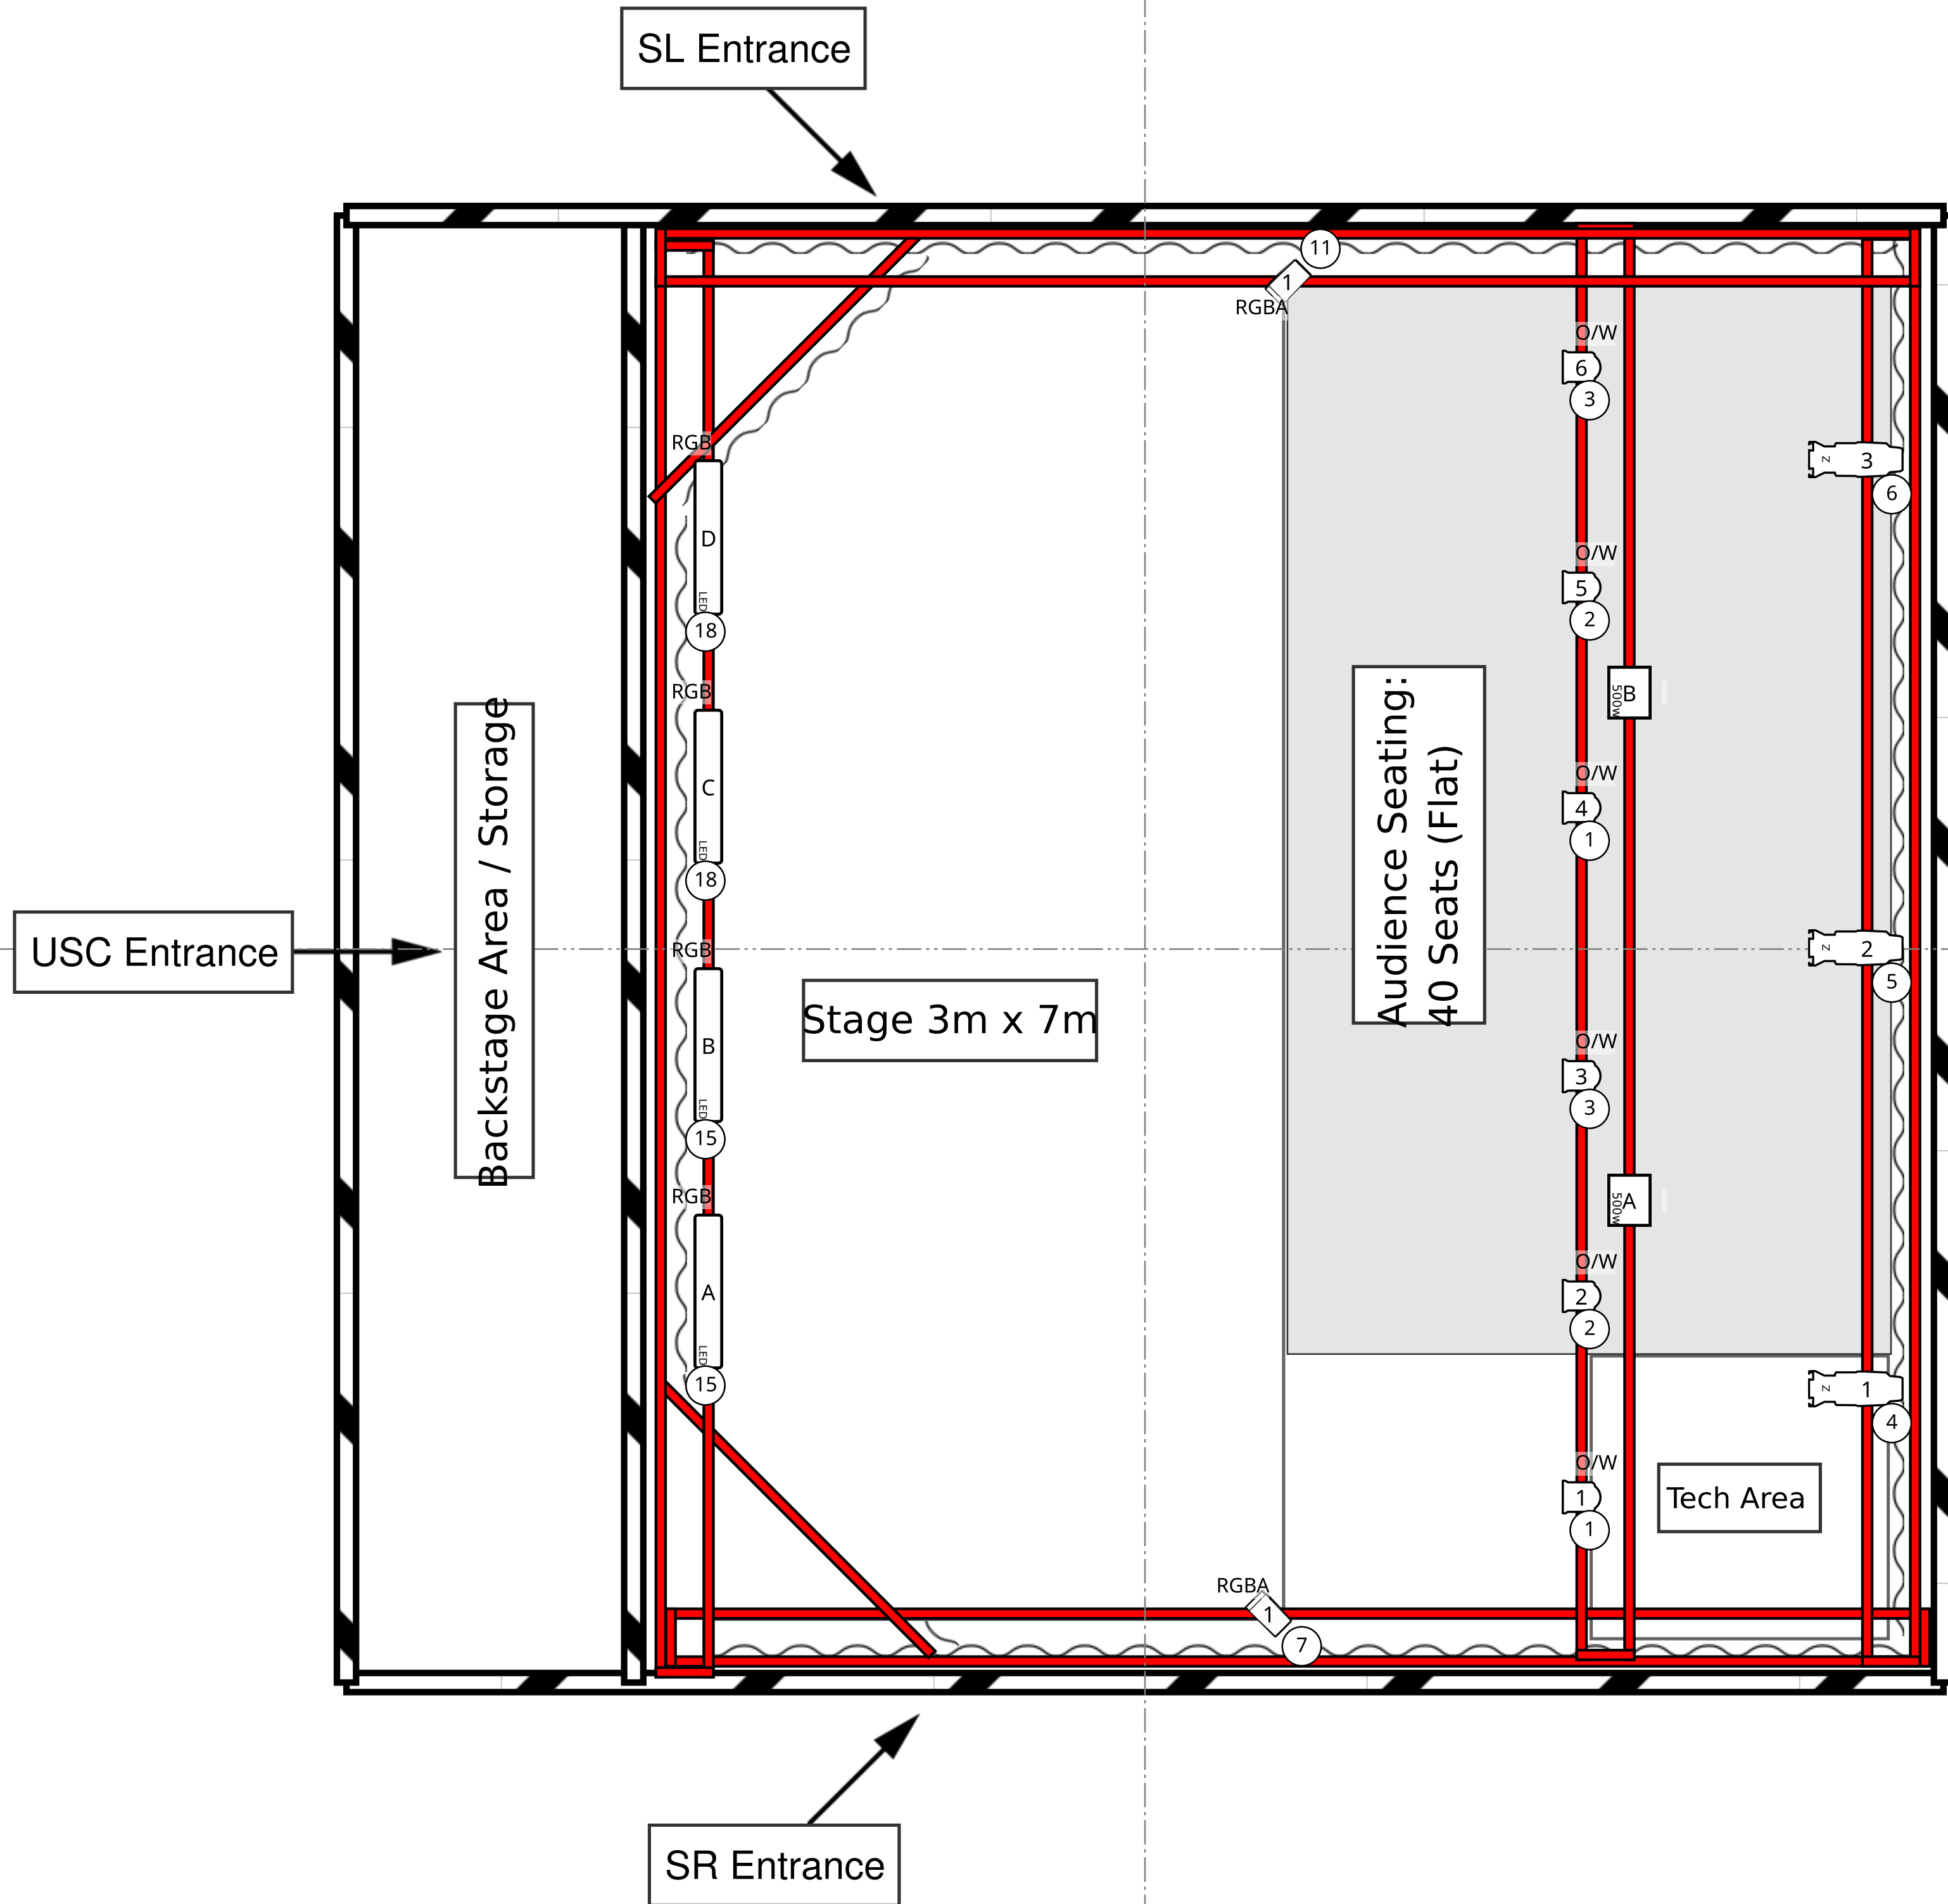 SL Entrance
11
1
RGBA
O/W
6
3
RGB
3
N
6
D
LED
18
O/W
5
2
RGB
B
500w
C
LED
18
O/W
4
1
Backstage Area / Storage
Audience Seating:
40 Seats (Flat)
USC Entrance
RGB
2
N
5
Stage 3m x 7m
B
LED
15
O/W
3
3
RGB
A
500w
A
LED
15
O/W
2
2
1
N
4
O/W
1
1
Tech Area
RGBA
1
7
SR Entrance